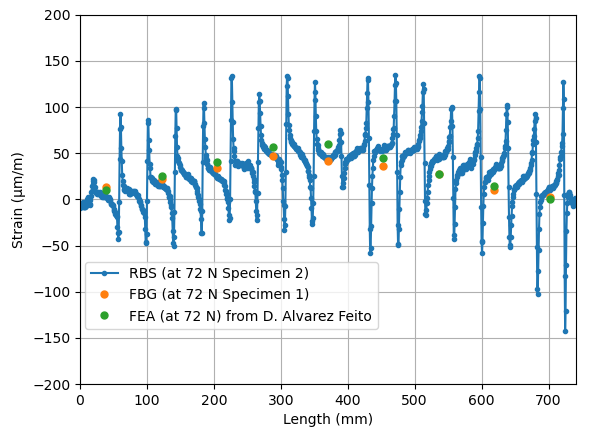 200
150
100
50
0
−50
−100
−150
−200
Strain (μm/m)
RBS (at 72 N Specimen 2)
FBG (at 72 N Specimen 1)
FEA (at 72 N) from D. Alvarez Feito
0 100 200 300 400 500 600 700
Length (mm)